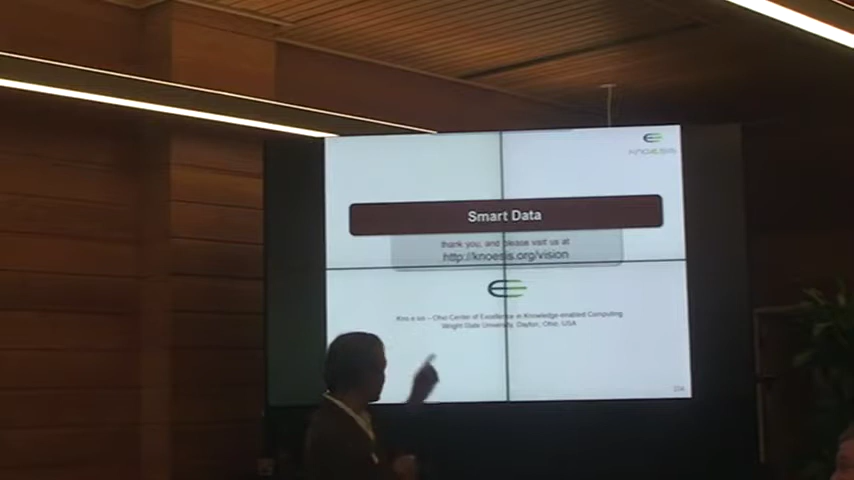 KNOESIS
Smart Data
thank you, and please visit us at
http://knoesis.org/vision
Kno.e.sis – Ohio Center of Excellence in Knowledge-enabled Computing
Wright State University, Dayton, Ohio, USA